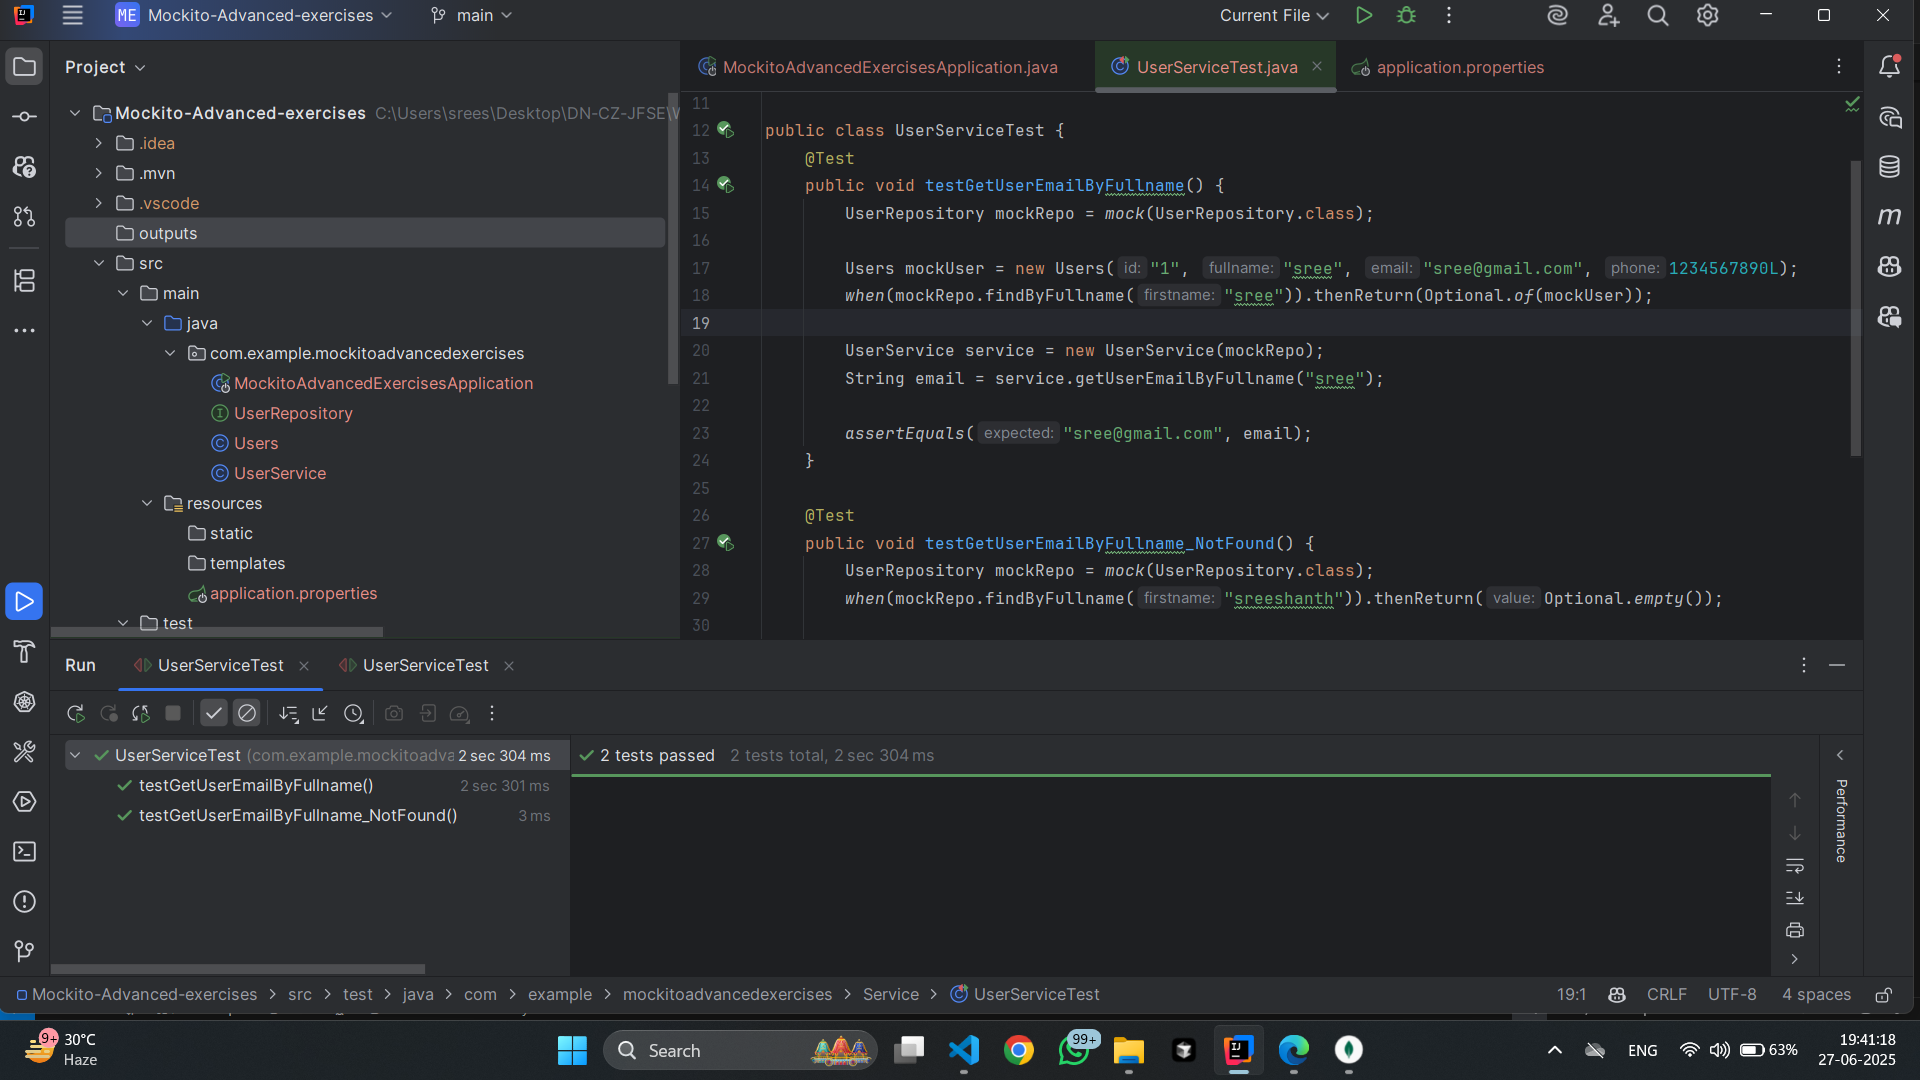 ME Mockito-Advanced-exercises main Current File
Project
Mockito-Advanced-exercises C:\Users\srees\Desktop\DN-CZ-JFSE\
.idea
.mvn
.vscode
outputs
src
main
java
com.example.mockitoadvancedexercises
MockitoAdvancedExercisesApplication
UserRepository
Users
UserService
resources
static
templates
application.properties
test
MockitoAdvancedExercisesApplication.java UserServiceTest.java application.properties
11
12 public class UserServiceTest {
13 @Test
14 public void testGetUserEmailByFullname() {
15 UserRepository mockRepo = mock(UserRepository.class);
16
17 Users mockUser = new Users( id: "1", fullname: "sree", email: "sree@gmail.com", phone: 1234567890L);
18 when(mockRepo.findByFullname( firstname: "sree")).thenReturn(Optional.of(mockUser));
19
20 UserService service = new UserService(mockRepo);
21 String email = service.getUserEmailByFullname("sree");
22
23 assertEquals( expected: "sree@gmail.com", email);
24 }
25
26 @Test
27 public void testGetUserEmailByFullname_NotFound() {
28 UserRepository mockRepo = mock(UserRepository.class);
29 when(mockRepo.findByFullname( firstname: "sreeshanth")).thenReturn( value: Optional.empty());
30
Run UserServiceTest UserServiceTest
UserServiceTest (com.example.mockitoadva 2 sec 304 ms
testGetUserEmailByFullname() 2 sec 301 ms
testGetUserEmailByFullname_NotFound() 3 ms
2 tests passed 2 tests total, 2 sec 304 ms
Performance
Mockito-Advanced-exercises > src > test > java > com > example > mockitoadvancedexercises > Service > UserServiceTest
19:1 CRLF UTF-8 4 spaces
9+ 30°C
Haze
Search
99+
ENG
63%
19:41:18
27-06-2025